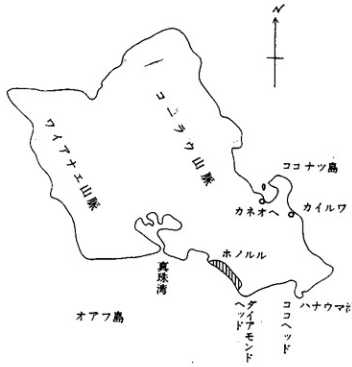 N
コーラウ山脈
ワイアナエ山脈
ココナッ島
カネオヘ
カイルワ
ホノルル
真珠湾
オアフ島
ダイアモンド
ヘッド
ココヘッド
ハナウマ